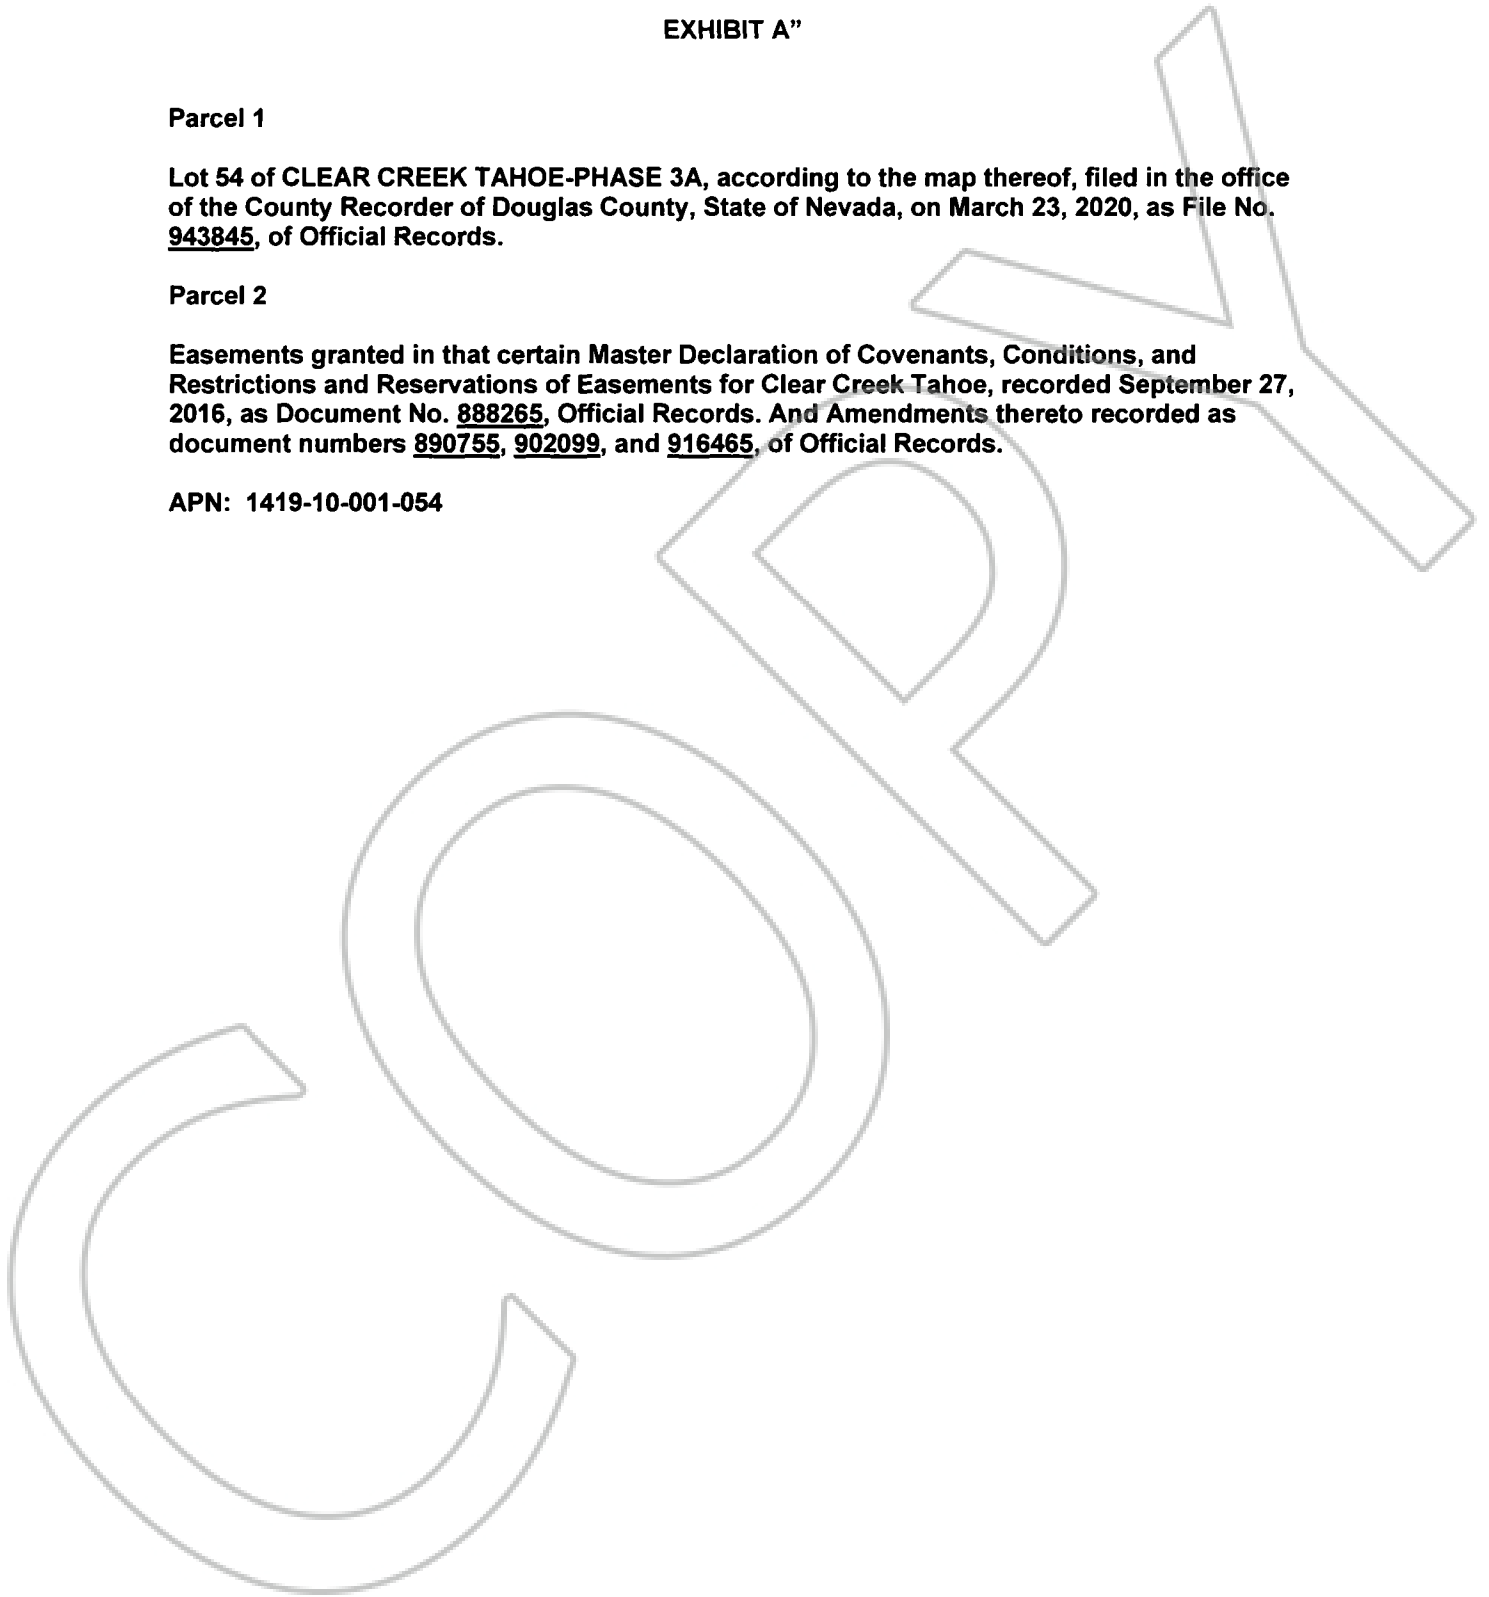 EXHIBIT A”
Parcel 1
Lot 54 of CLEAR CREEK TAHOE-PHASE 3A, according to the map thereof, filed in the office
of the County Recorder of Douglas County, State of Nevada, on March 23, 2020, as File No.
943845, of Official Records.
Parcel 2
Easements granted in that certain Master Declaration of Covenants, Conditions, and
Restrictions and Reservations of Easements for Clear Creek Tahoe, recorded September 27,
2016, as Document No. 888265, Official Records. And Amendments thereto recorded as
document numbers 890755, 902099, and 916465, of Official Records.
APN: 1419-10-001-054
COPY